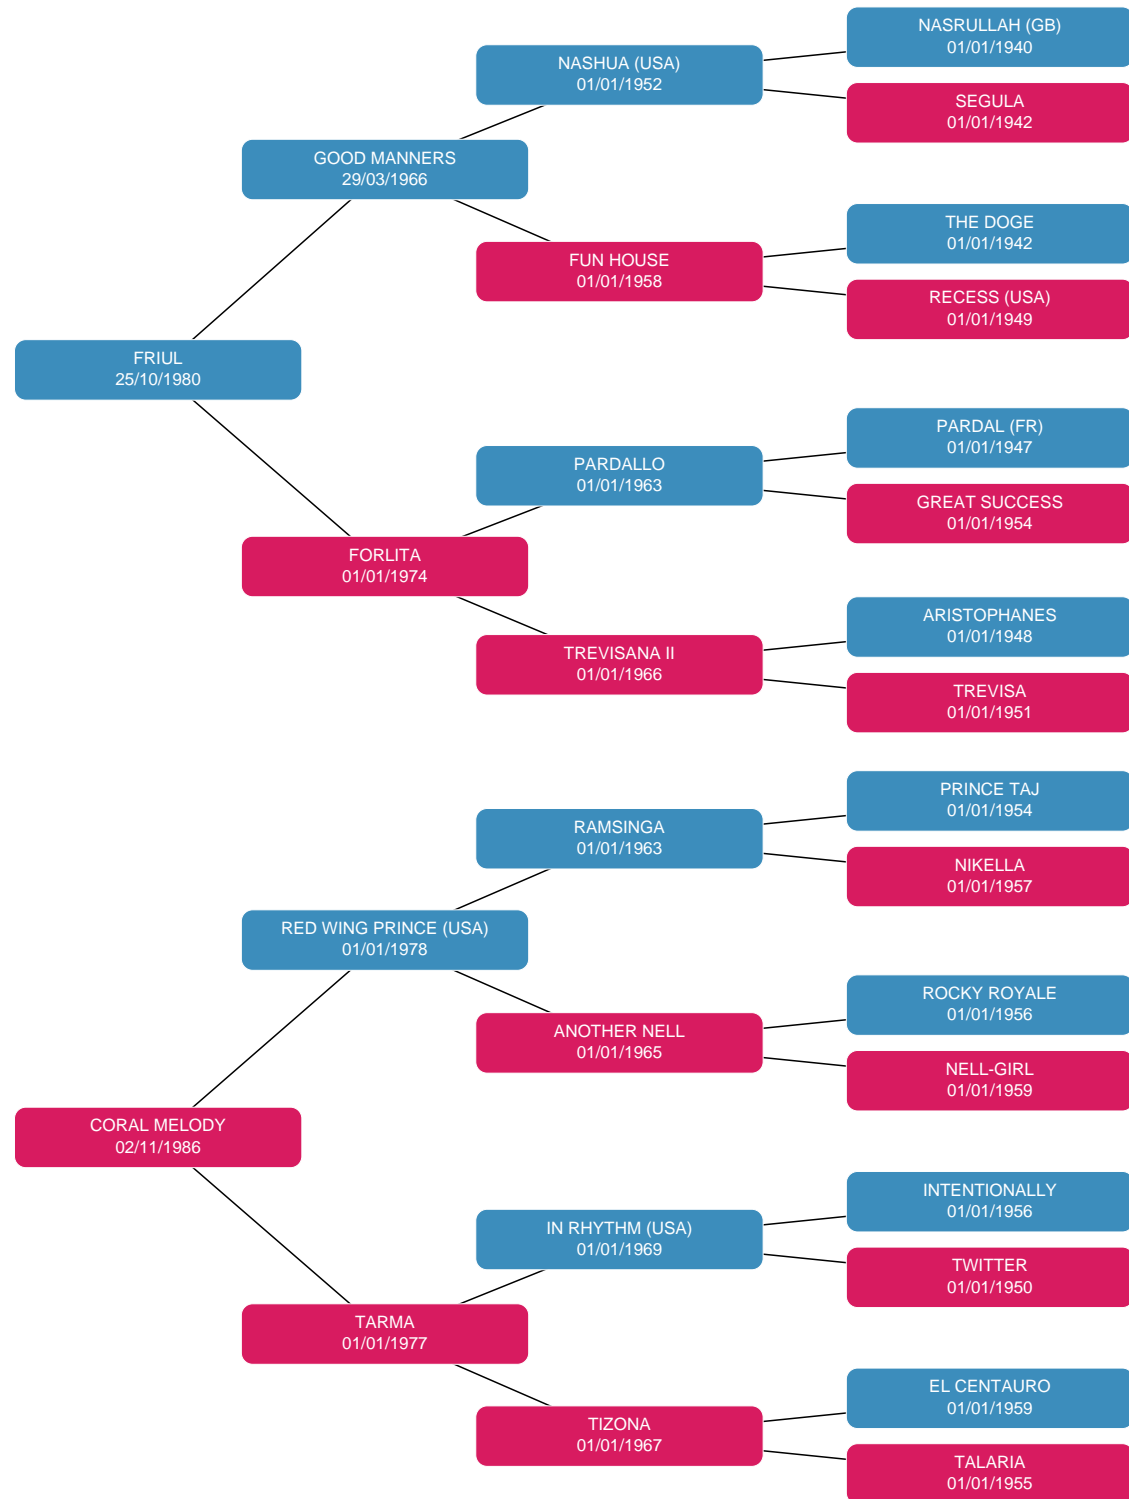 NASRULLAH (GB)
01/01/1940
NASHUA (USA)
01/01/1952
SEGULA
01/01/1942
GOOD MANNERS
29/03/1966
THE DOGE
01/01/1942
FUN HOUSE
01/01/1958
RECESS (USA)
01/01/1949
FRIUL
25/10/1980
PARDAL (FR)
01/01/1947
PARDALLO
01/01/1963
GREAT SUCCESS
01/01/1954
FORLITA
01/01/1974
ARISTOPHANES
01/01/1948
TREVISANA II
01/01/1966
TREVISA
01/01/1951
PRINCE TAJ
01/01/1954
RAMSINGA
01/01/1963
NIKELLA
01/01/1957
RED WING PRINCE (USA)
01/01/1978
ROCKY ROYALE
01/01/1956
ANOTHER NELL
01/01/1965
NELL-GIRL
01/01/1959
CORAL MELODY
02/11/1986
INTENTIONALLY
01/01/1956
IN RHYTHM (USA)
01/01/1969
TWITTER
01/01/1950
TARMA
01/01/1977
EL CENTAURO
01/01/1959
TIZONA
01/01/1967
TALARIA
01/01/1955